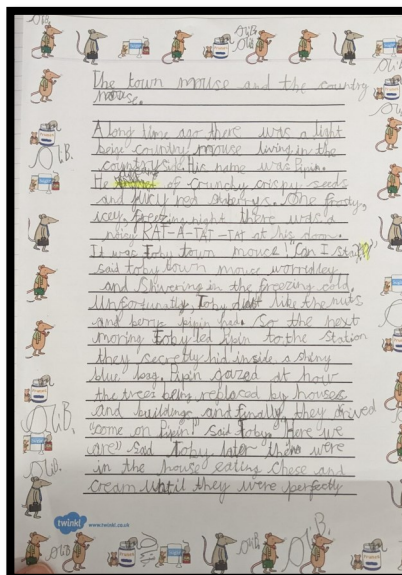 The town mouse and the country
mouse.
A long time ago there was a light
beige country mouse living in the
countryside. His name was Pipin.
He of crunchy crispy seeds
and juicy red berrys. One frosty,
icey freezing night there was a
noisy RAT-A-TAT-TAT at his door.
It was Toby town mouse. "Can I stay?"
said toby town mouse worridley
and shivering in the freezing cold.
Unfortunatly, Toby like the nuts
and berrys pipin had. So the next
morning Toby led Pipin to the station
they secretly hid inside a shiny
blue bag. Pipin gazed at how
the trees being replaced by houses
and buildings and finally they
"come on Pipin" said Toby. "Here we
are" said Toby later they were
in the house eating chese and
cream until they were perfectly
twinkl www.twinkl.co.uk